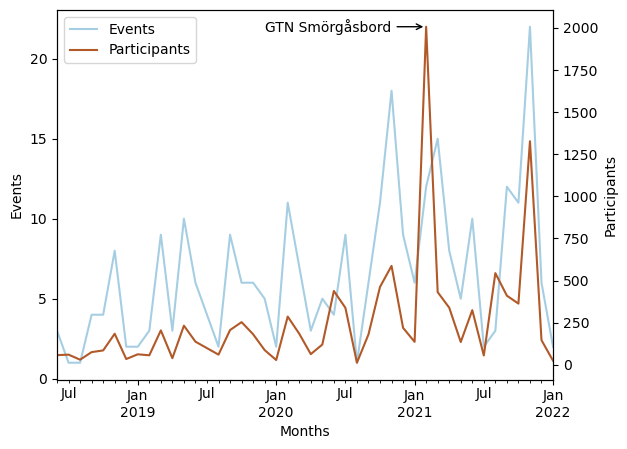 Events
Participants
GTN Smörgåsbord
20
15
10
5
0
Events
2000
1750
1500
1250
1000
750
500
250
0
Participants
Jul Jan Jul Jan Jul Jan Jul Jan
2019 2020 2021 2022
Months